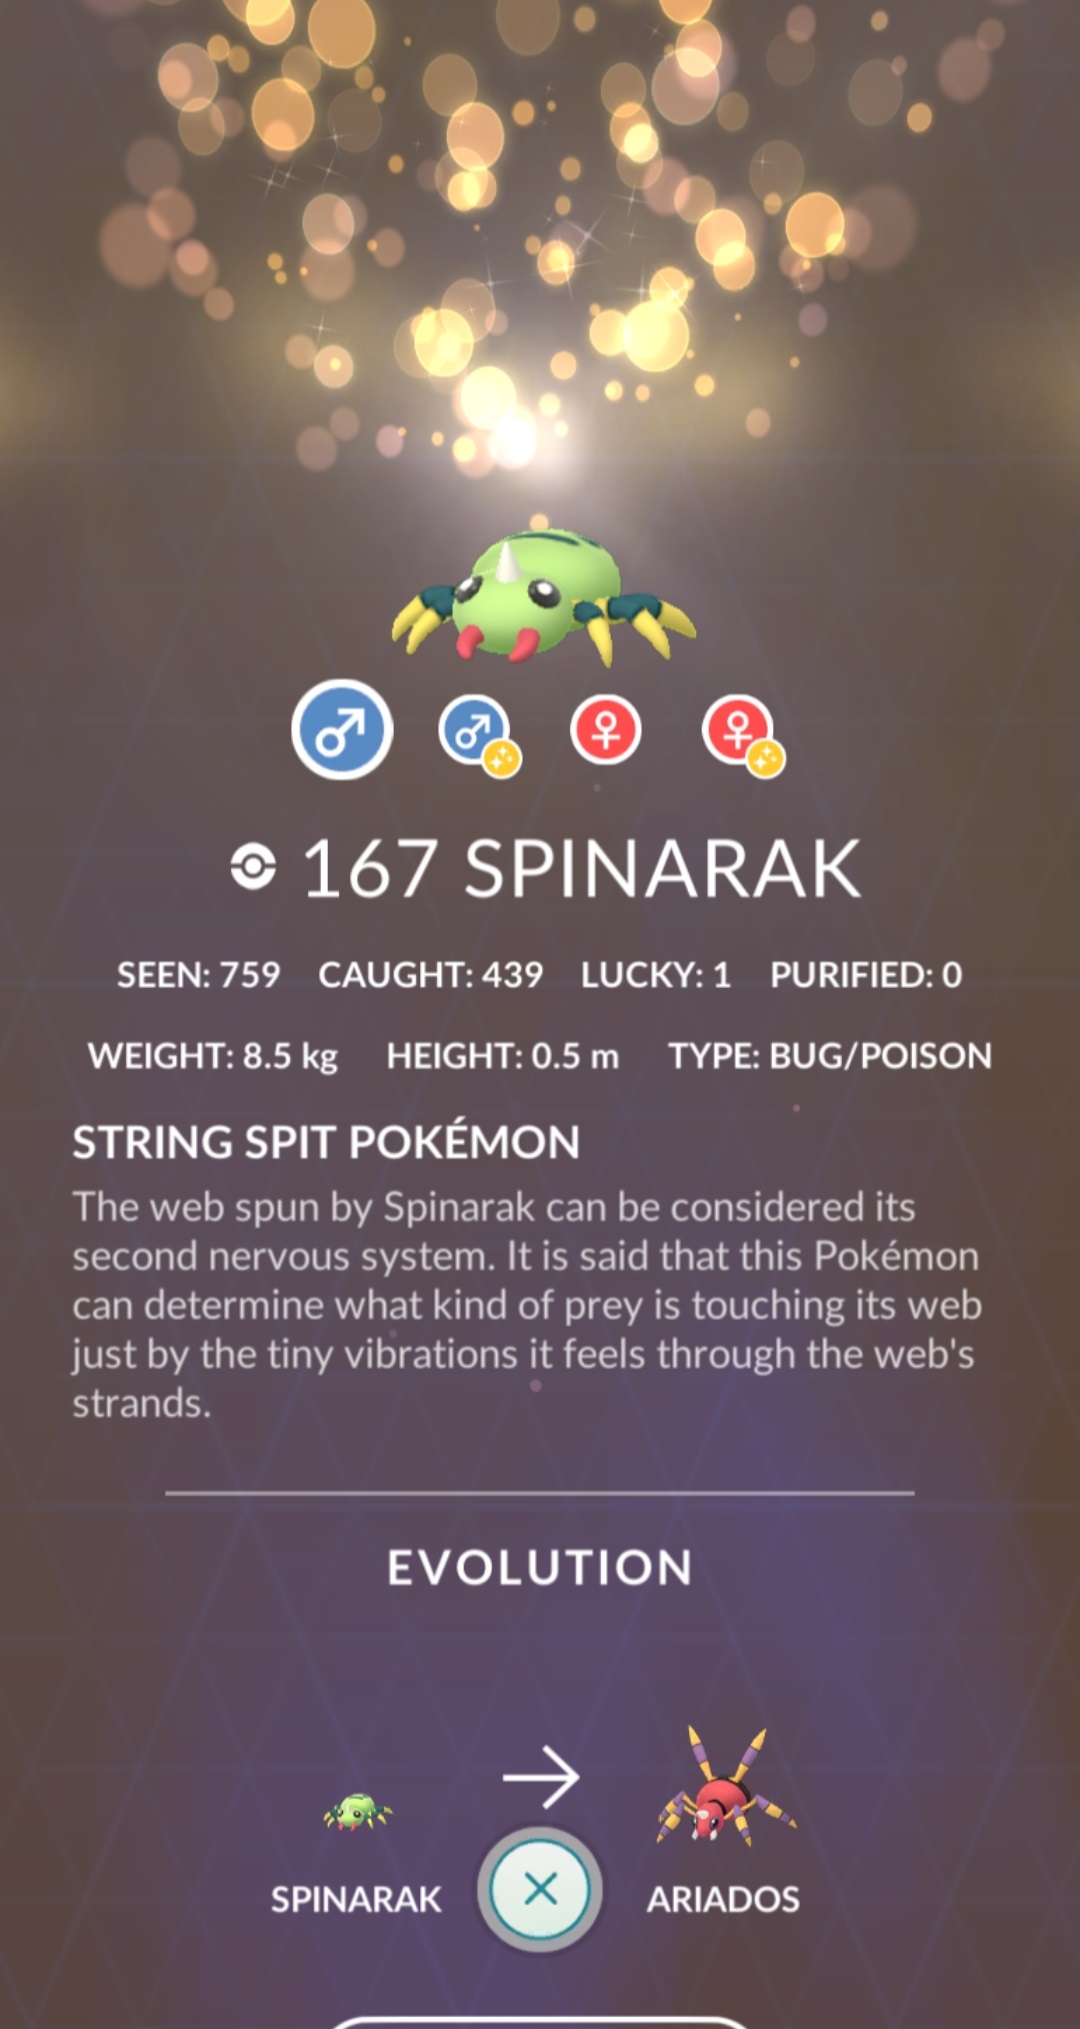 167 SPINARAK
SEEN: 759 CAUGHT: 439 LUCKY: 1 PURIFIED: 0
WEIGHT: 8.5 kg HEIGHT: 0.5 m TYPE: BUG/POISON
STRING SPIT POKÉMON
The web spun by Spinarak can be considered its
second nervous system. It is said that this Pokémon
can determine what kind of prey is touching its web
just by the tiny vibrations it feels through the web's
strands.
EVOLUTION
SPINARAK ARIADOS